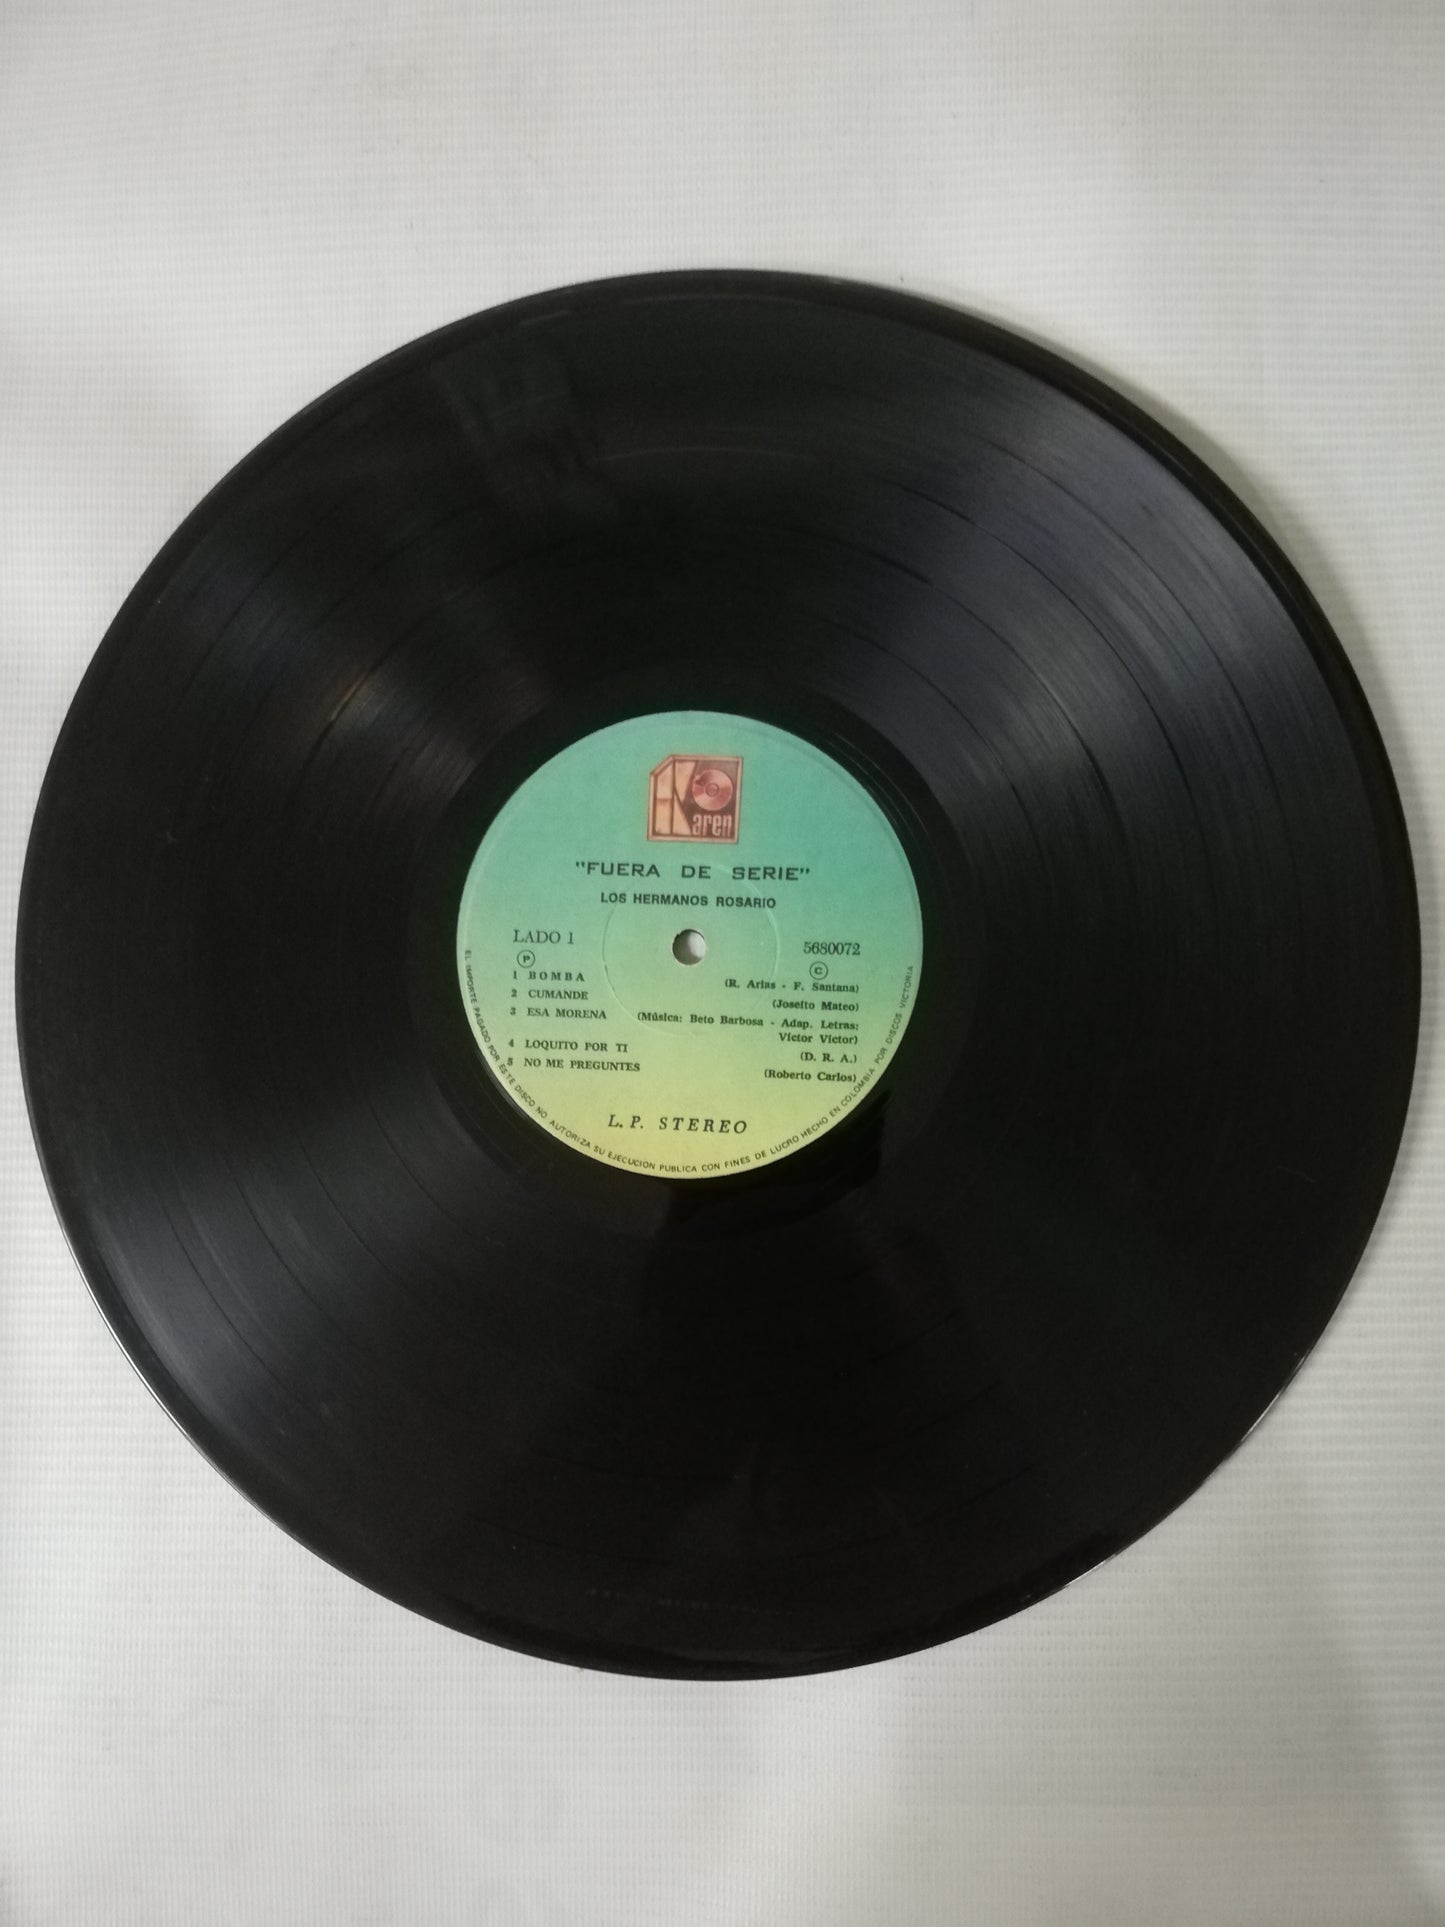 Karen
"FUERA DE SERIE"
LOS HERMANOS ROSARIO
LADO 1 5680072
P C
1 BOMBA (R. Arias - F. Santana)
2 CUMANDE (Joseíto Mateo)
3 ESA MORENA (Música: Beto Barbosa - Adap. Letras:
Víctor Víctor)
4 LOQUITO POR TI (D. R. A.)
5 NO ME PREGUNTES (Roberto Carlos)
L. P. STEREO
EL IMPORTE PAGADO POR ESTE DISCO NO AUTORIZA SU EJECUCION PUBLICA CON FINES DE LUCRO HECHO EN COLOMBIA POR DISCOS VICTORIA